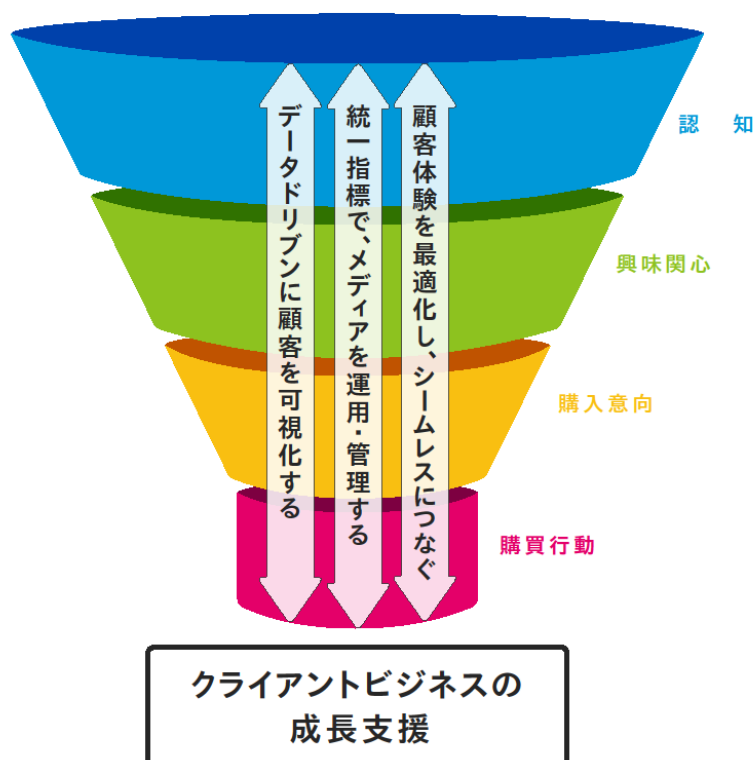 認知
興味関心
購入意向
購買行動
顧客体験を最適化し、シームレスにつなぐ
統一指標で、メディアを運用・管理する
データドリブンに顧客を可視化する
クライアントビジネスの
成長支援